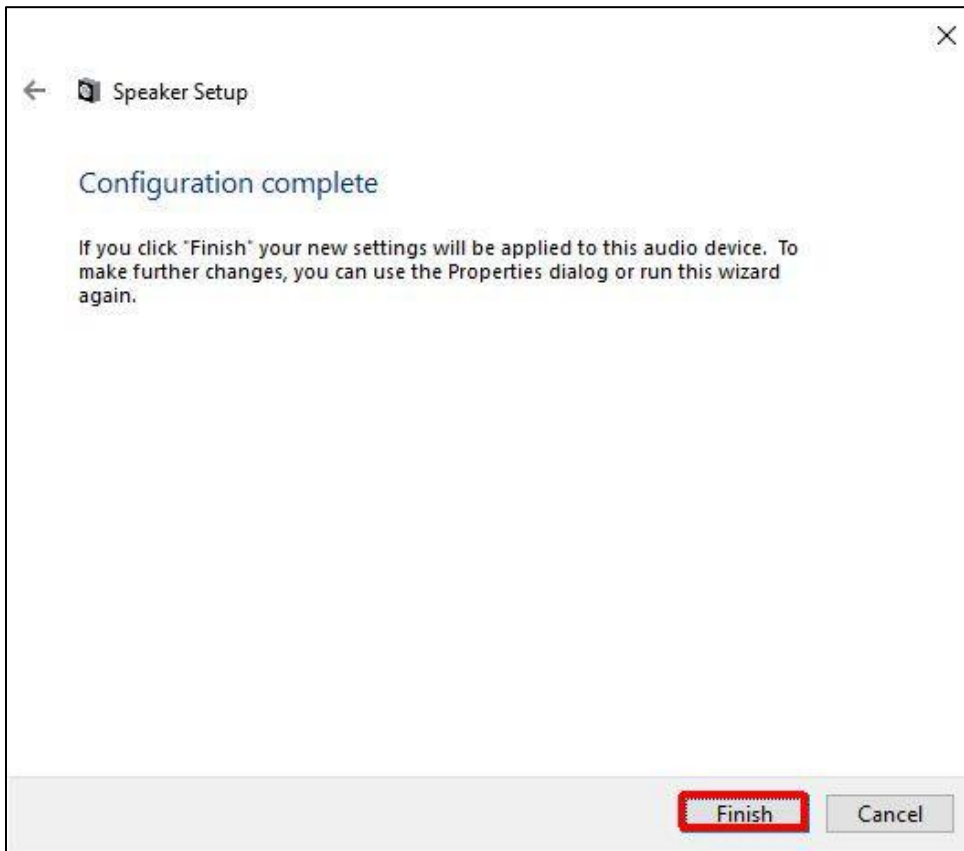 Speaker Setup
Configuration complete
If you click "Finish" your new settings will be applied to this audio device. To
make further changes, you can use the Properties dialog or run this wizard
again.
Finish
Cancel